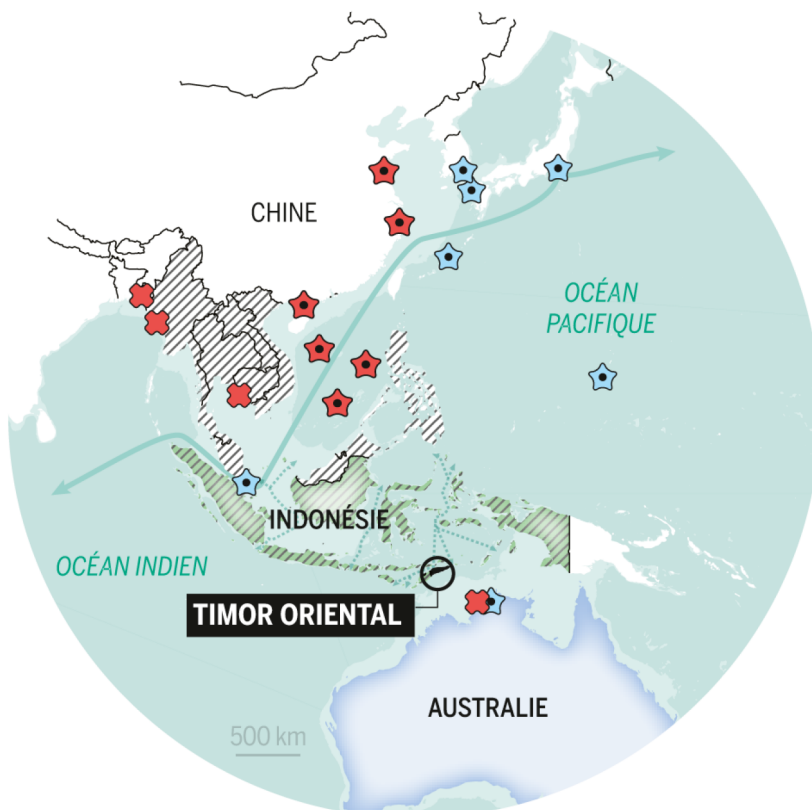 CHINE
OCÉAN
PACIFIQUE
INDONÉSIE
OCÉAN INDIEN
TIMOR ORIENTAL
AUSTRALIE
500 km